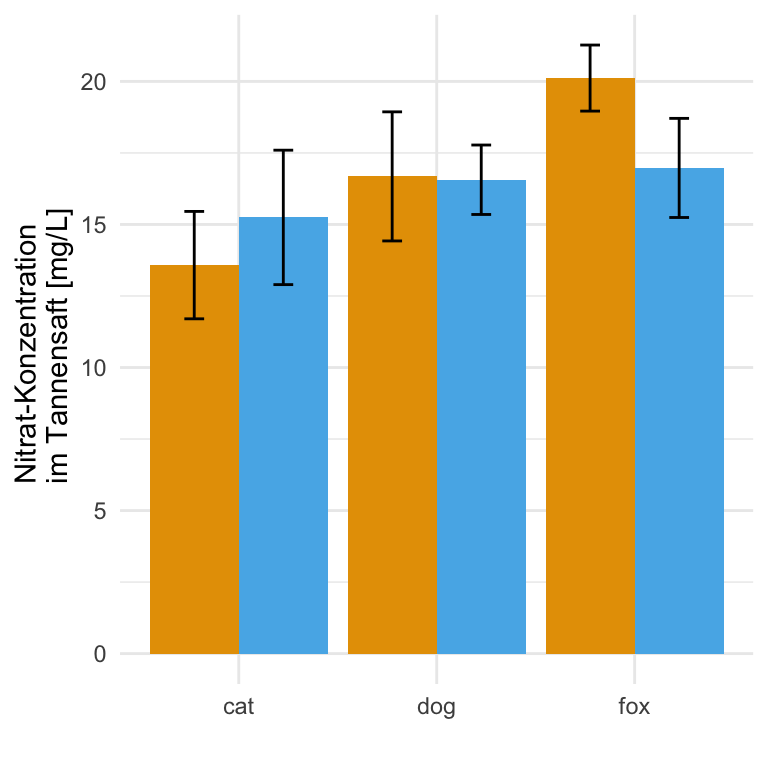 Nitrat-Konzentration
im Tannensaft [mg/L]
20
15
10
5
0
cat dog fox